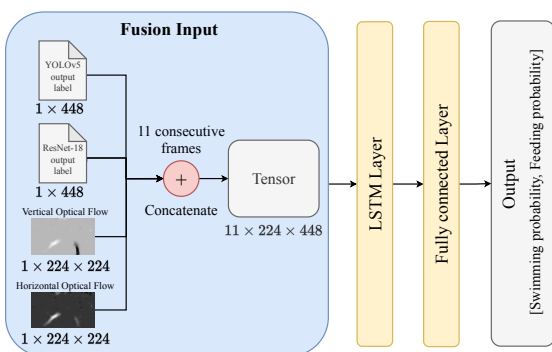 Fusion Input
YOLOv5
output
label
1 × 448
ResNet-18
output
label
1 × 448
Vertical Optical Flow
1 × 224 × 224
Horizontal Optical Flow
1 × 224 × 224
11 consecutive
frames
+
Concatenate
Tensor
11 × 224 × 448
LSTM Layer
Fully connected Layer
Output
[Swimming probability, Feeding probability]